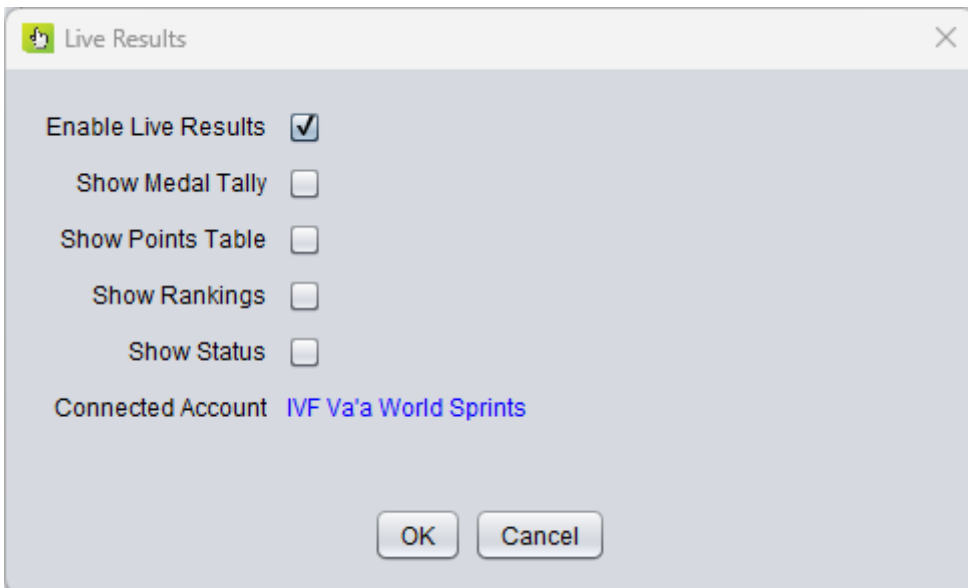 Live Results
Enable Live Results
Show Medal Tally
Show Points Table
Show Rankings
Show Status
Connected Account IVF Va'a World Sprints
OK Cancel